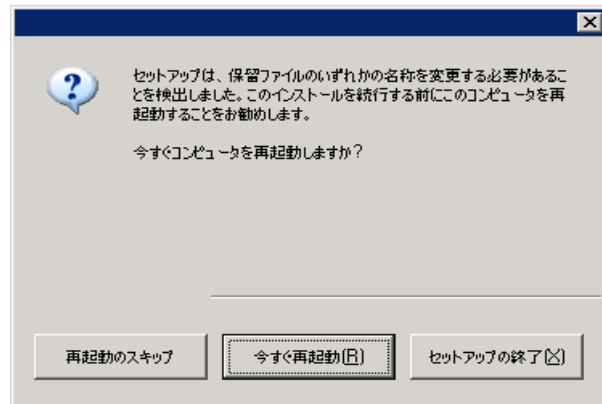 セットアップは、保留ファイルのいずれかの名称を変更する必要があるこ
とを検出しました。このインストールを続行する前にこのコンピュータを再
起動することをお勧めします。
今すぐコンピュータを再起動しますか?
再起動のスキップ
今すぐ再起動(R)
セットアップの終了(X)